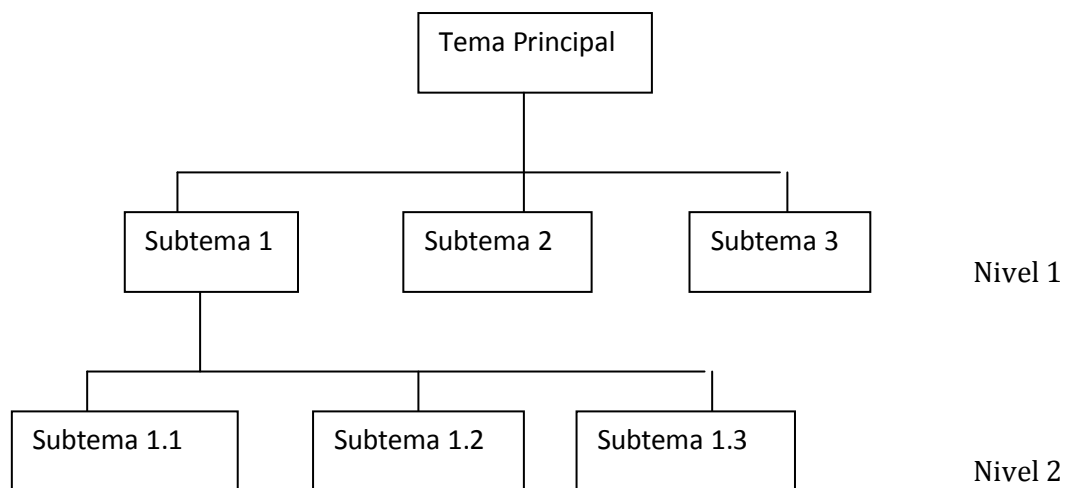 Tema Principal
Subtema 1
Subtema 2
Subtema 3
Nivel 1
Subtema 1.1
Subtema 1.2
Subtema 1.3
Nivel 2